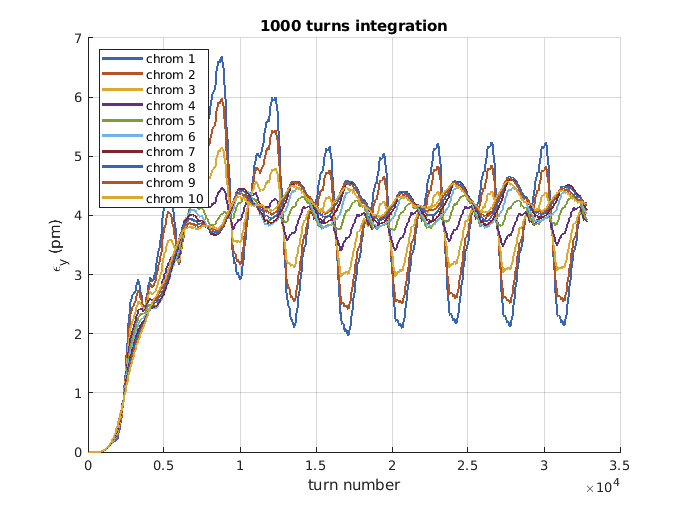 1000 turns integration
7
6
5
4
3
2
1
0
ϵy (pm)
chrom 1
chrom 2
chrom 3
chrom 4
chrom 5
chrom 6
chrom 7
chrom 8
chrom 9
chrom 10
0 0.5 1 1.5 2 2.5 3 3.5
turn number
×10^4